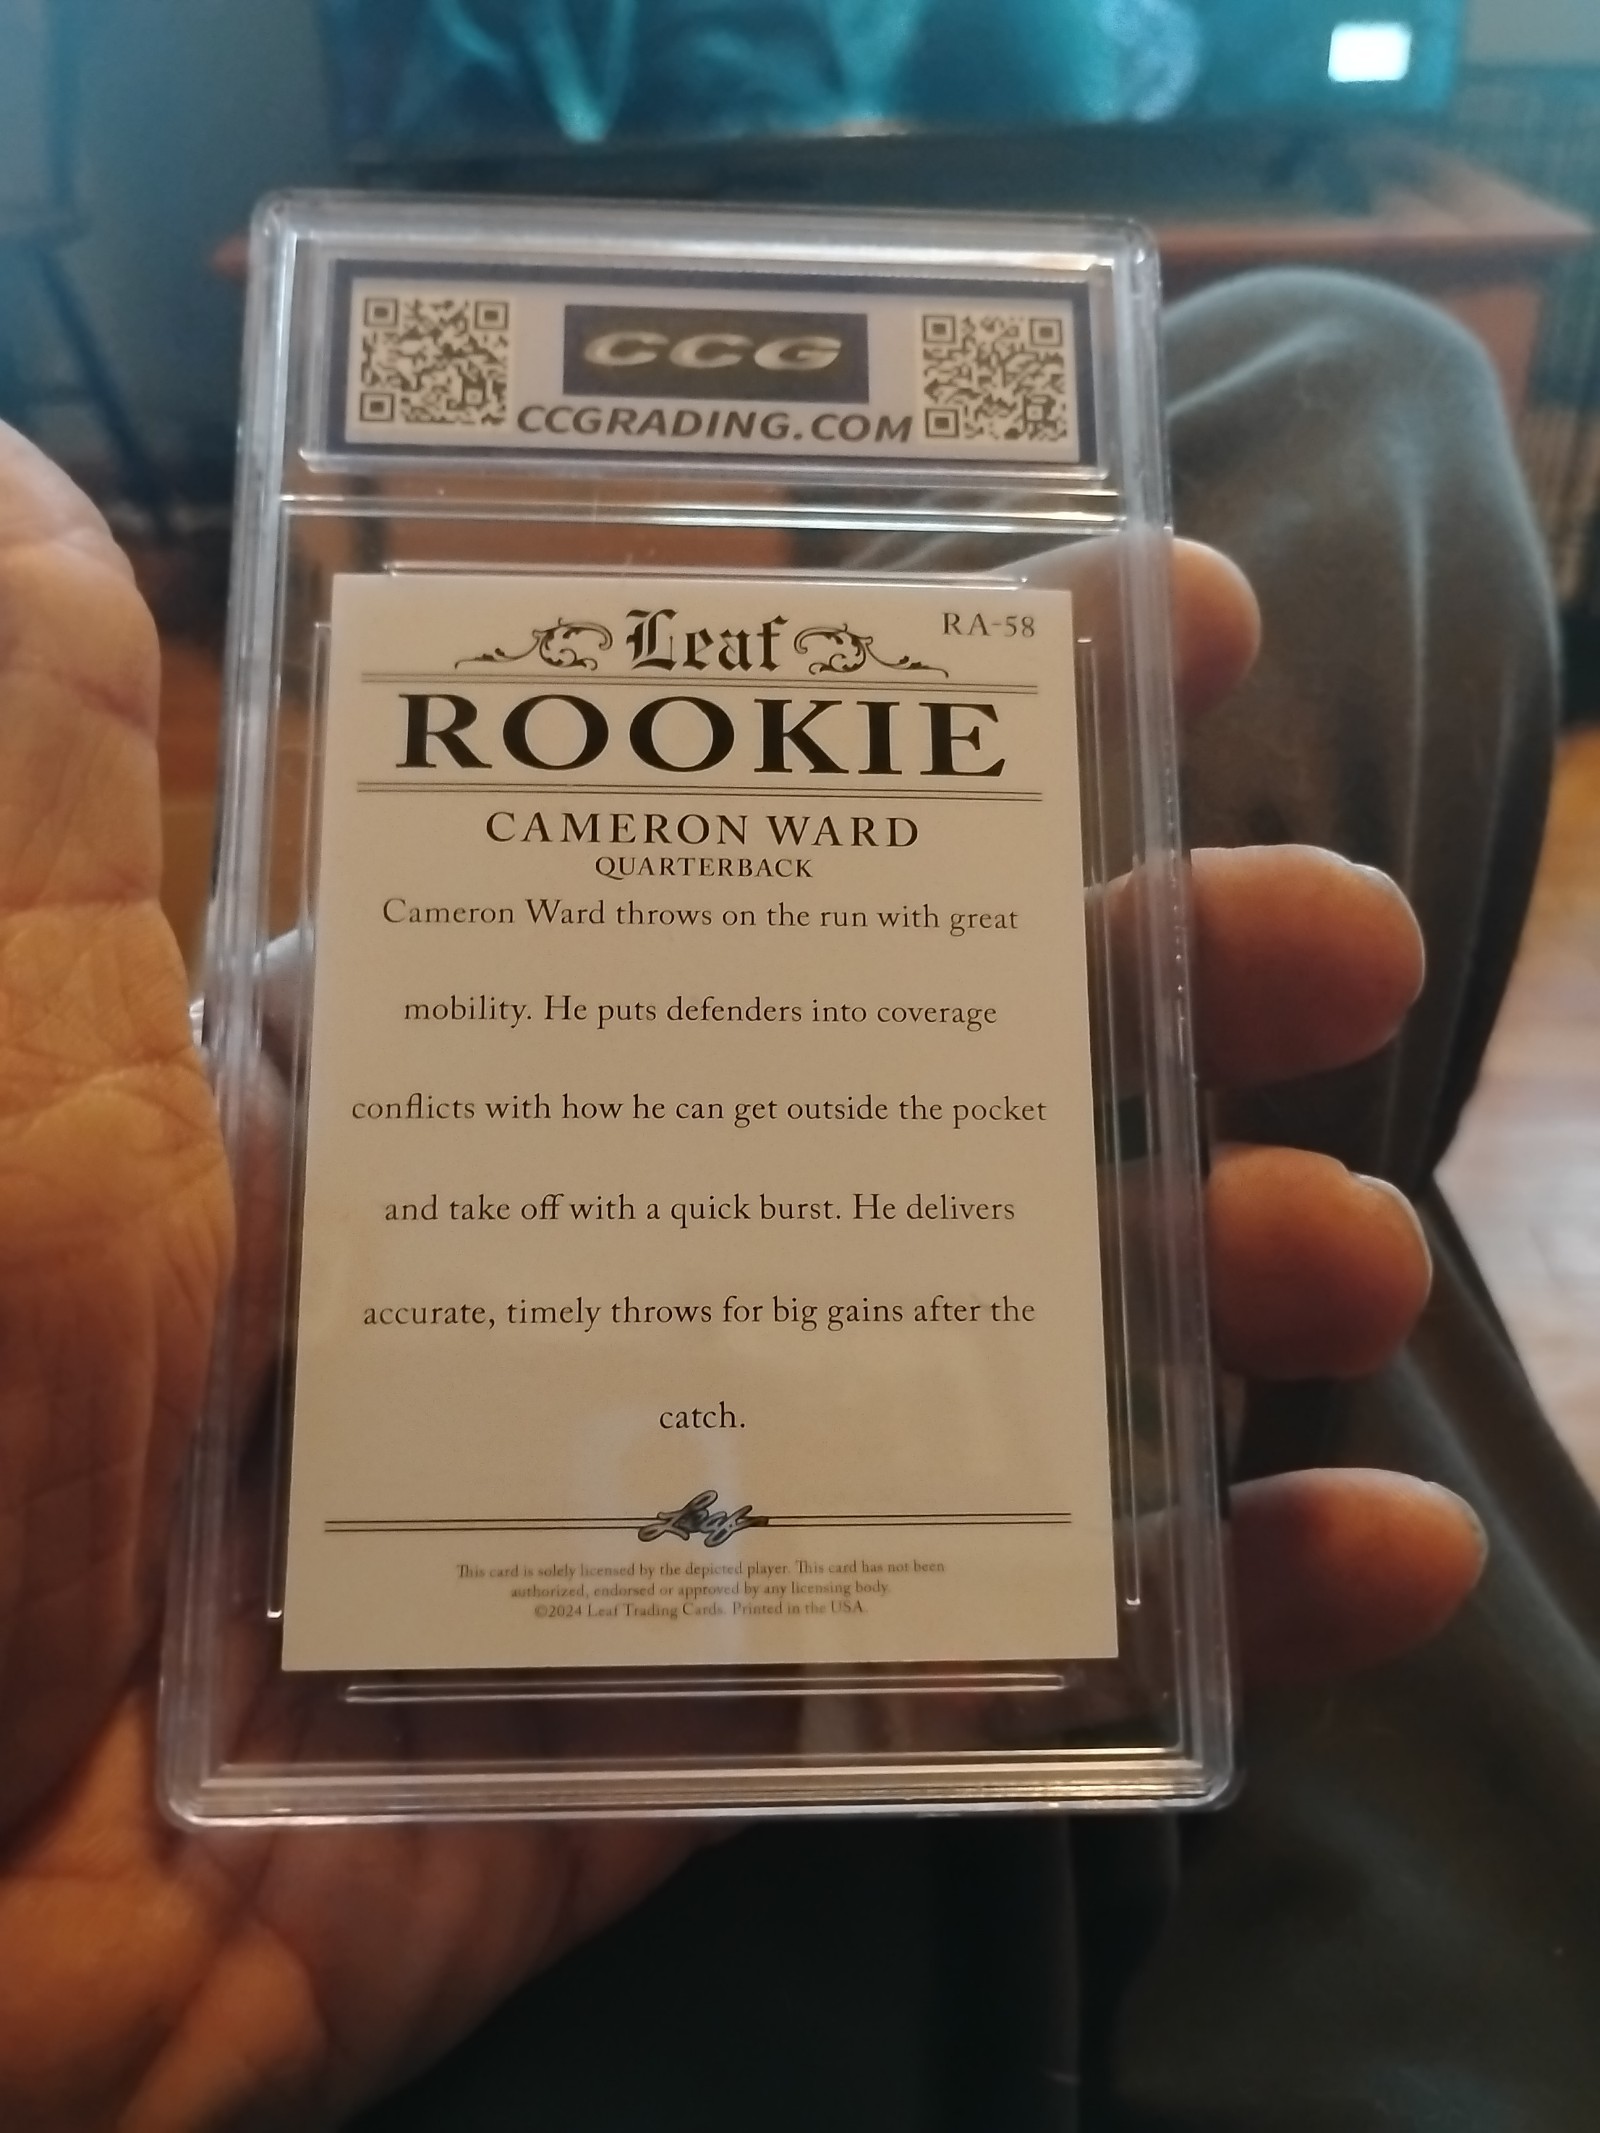 CCG
CCGRADING.COM
Leaf
RA-58
ROOKIE
CAMERON WARD
QUARTERBACK
Cameron Ward throws on the run with great
mobility. He puts defenders into coverage
conflicts with how he can get outside the pocket
and take off with a quick burst. He delivers
accurate, timely throws for big gains after the
catch.
Leaf
This card is solely licensed by the depicted player. This card has not been
authorized, endorsed or approved by any licensing body.
©2024 Leaf Trading Cards. Printed in the USA.